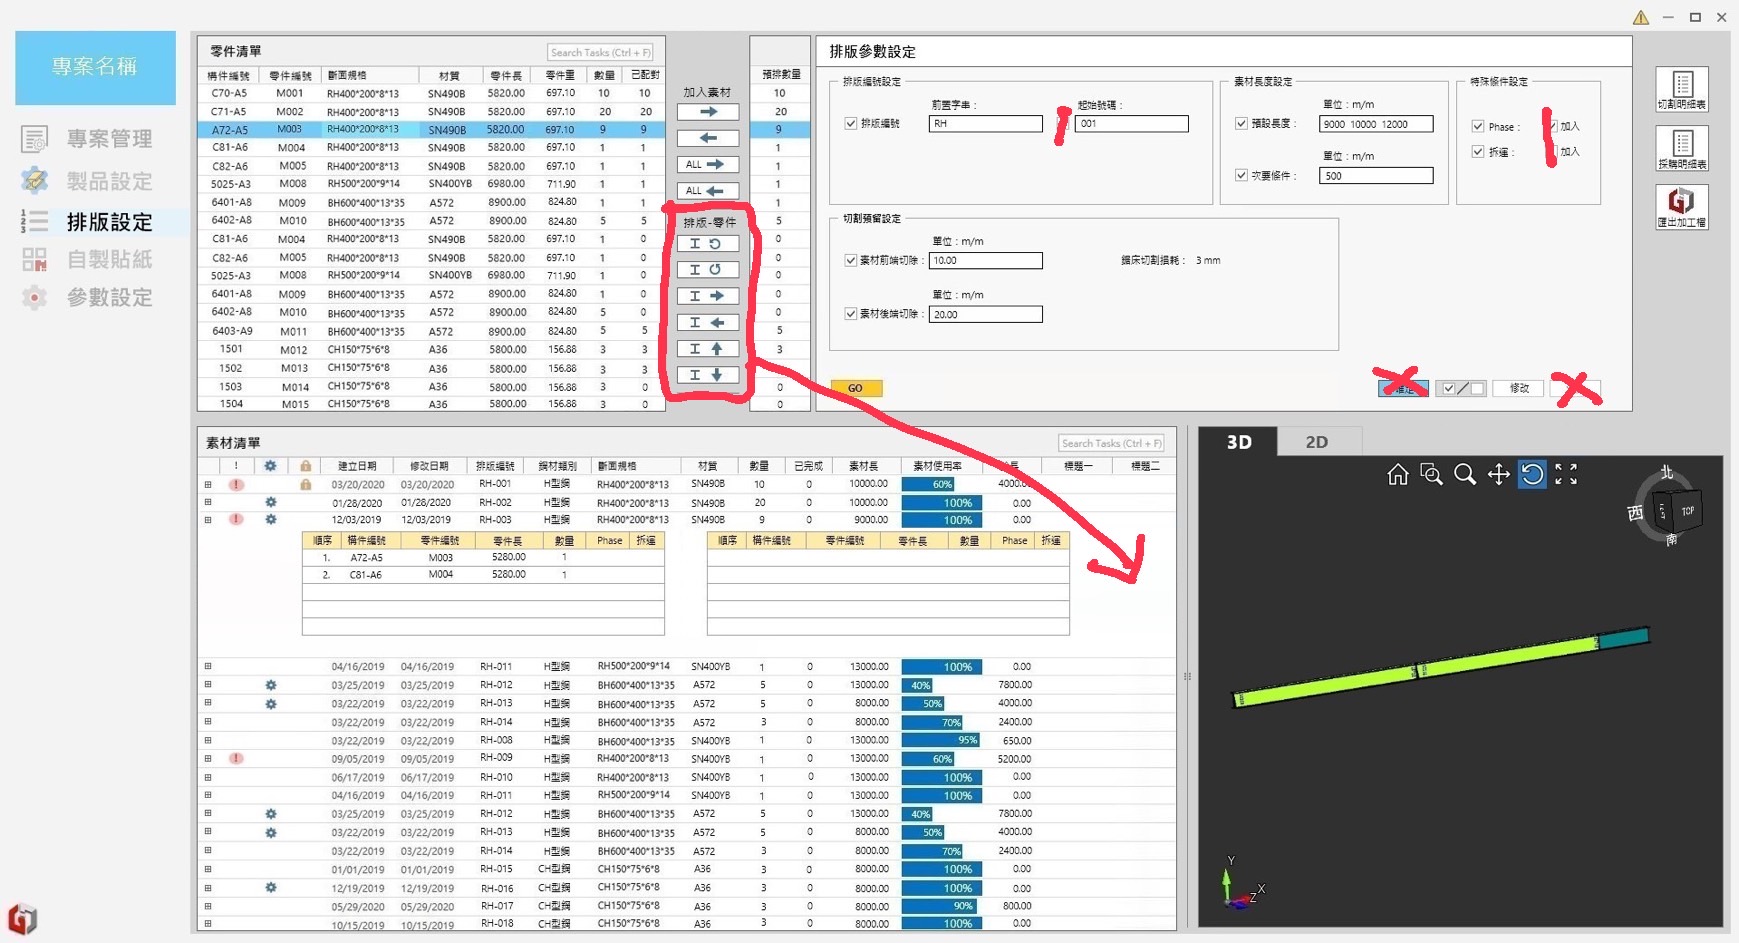 專案名稱
專案管理
製品設定
排版設定
自製貼紙
參數設定
零件清單 Search Tasks (Ctrl + F)
構件編號 零件編號 斷面規格 材質 零件長 零件重 數量 已配對 預排數量
C70-A5 M001 RH400*200*8*13 SN490B 5820.00 697.10 10 10 10
C71-A5 M002 RH400*200*8*13 SN490B 5820.00 697.10 20 20 20
A72-A5 M003 RH400*200*8*13 SN490B 5820.00 697.10 9 9 9
C81-A6 M004 RH400*200*8*13 SN490B 5820.00 697.10 1 1 1
C82-A6 M005 RH400*200*8*13 SN490B 5820.00 697.10 1 1 1
5025-A3 M008 RH500*200*9*14 SN400YB 6980.00 711.90 1 1 1
6401-A8 M009 BH600*400*13*35 A572 8900.00 824.80 1 1 1
6402-A8 M010 BH600*400*13*35 A572 8900.00 824.80 5 5 5
C81-A6 M004 RH400*200*8*13 SN490B 5820.00 697.10 1 0 0
C82-A6 M005 RH400*200*8*13 SN490B 5820.00 697.10 1 0 0
5025-A3 M008 RH500*200*9*14 SN400YB 6980.00 711.90 1 0 0
6401-A8 M009 BH600*400*13*35 A572 8900.00 824.80 1 0 0
6402-A8 M010 BH600*400*13*35 A572 8900.00 824.80 5 0 0
6403-A9 M011 BH600*400*13*35 A572 8900.00 824.80 5 5 5
1501 M012 CH150*75*6*8 A36 5800.00 156.88 3 3 3
1502 M013 CH150*75*6*8 A36 5800.00 156.88 3 3
1503 M014 CH150*75*6*8 A36 5800.00 156.88 3 0 0
1504 M015 CH150*75*6*8 A36 5800.00 156.88 3 0 0
加入素材
ALL
ALL
排版-零件
排版參數設定
排版編號設定
前置字串： 起始號碼：
排版編號 RH 001
素材長度設定
單位：m/m
預設長度： 9000 10000 12000
單位：m/m
次要條件： 500
特殊條件設定
Phase： 加入
拆運： 加入
切割預留設定
單位：m/m
素材前端切除： 10.00 鋸床切割損耗： 3 mm
單位：m/m
素材後端切除： 20.00
GO 修改
切割明細表
採購明細表
匯出加工檔
素材清單 Search Tasks (Ctrl + F)
! 建立日期 修改日期 排版編號 鋼材類別 斷面規格 材質 數量 已完成 素材長 素材使用率 標題一 標題二
! 03/20/2020 03/20/2020 RH-001 H型鋼 RH400*200*8*13 SN490B 10 0 10000.00 60%
01/28/2020 01/28/2020 RH-002 H型鋼 RH400*200*8*13 SN490B 20 0 10000.00 100% 0.00
! 12/03/2019 12/03/2019 RH-003 H型鋼 RH400*200*8*13 SN490B 9 0 9000.00 100% 0.00
順序 構件編號 零件編號 零件長 數量 Phase 拆運
1. A72-A5 M003 5280.00 1
2. C81-A6 M004 5280.00 1
順序 構件編號 零件編號 零件長 數量 Phase 拆運
04/16/2019 04/16/2019 RH-011 H型鋼 RH500*200*9*14 SN400YB 1 0 13000.00 100% 0.00
03/25/2019 03/25/2019 RH-012 H型鋼 BH600*400*13*35 A572 5 0 13000.00 40% 7800.00
03/22/2019 03/22/2019 RH-013 H型鋼 BH600*400*13*35 A572 5 0 8000.00 50% 4000.00
03/22/2019 03/22/2019 RH-014 H型鋼 BH600*400*13*35 A572 3 0 8000.00 70% 2400.00
03/22/2019 03/22/2019 RH-008 H型鋼 BH600*400*13*35 SN400YB 1 0 13000.00 95% 650.00
! 09/05/2019 09/05/2019 RH-009 H型鋼 RH400*200*8*13 SN400YB 1 0 13000.00 60% 5200.00
06/17/2019 06/17/2019 RH-010 H型鋼 RH400*200*8*13 SN400YB 1 0 13000.00 100% 0.00
04/16/2019 04/16/2019 RH-011 H型鋼 RH500*200*9*14 SN400YB 1 0 13000.00 100% 0.00
03/25/2019 03/25/2019 RH-012 H型鋼 BH600*400*13*35 A572 5 0 13000.00 40% 7800.00
03/22/2019 03/22/2019 RH-013 H型鋼 BH600*400*13*35 A572 5 0 8000.00 50% 4000.00
03/22/2019 03/22/2019 RH-014 H型鋼 BH600*400*13*35 A572 3 0 8000.00 70% 2400.00
01/01/2019 01/01/2019 RH-015 CH型鋼 CH150*75*6*8 A36 3 0 8000.00 100% 0.00
12/19/2019 12/19/2019 RH-016 CH型鋼 CH150*75*6*8 A36 3 0 8000.00 100% 0.00
05/29/2020 05/29/2020 RH-017 CH型鋼 CH150*75*6*8 A36 3 0 8000.00 90% 800.00
10/15/2019 10/15/2019 RH-018 CH型鋼 CH150*75*6*8 A36 3 0 8000.00 100% 0.00
3D 2D
北
西 TOP
南
Y
X
Z